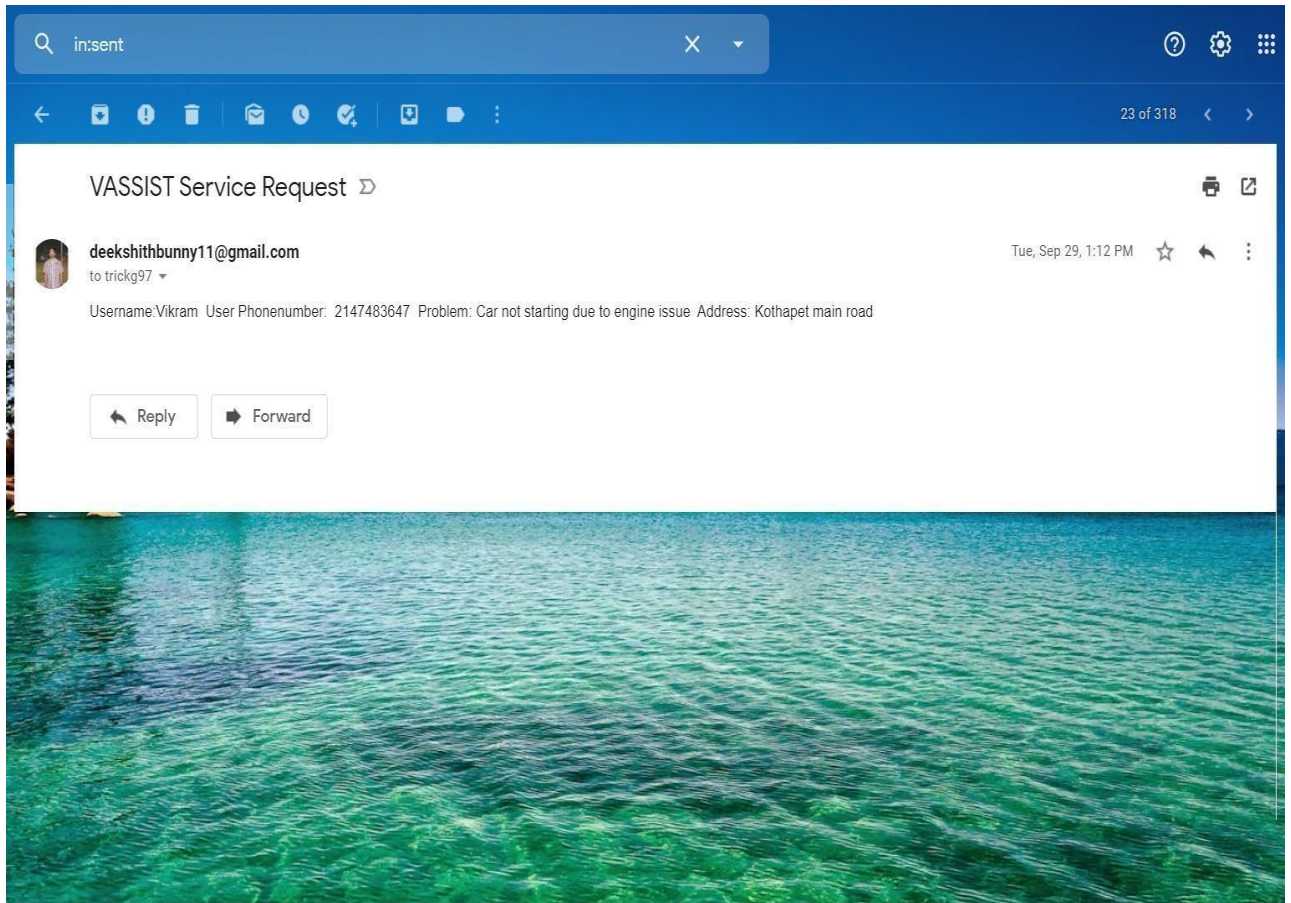 in:sent
23 of 318
VASSIST Service Request
deekshithbunny11@gmail.com
Tue, Sep 29, 1:12 PM
to trickg97
Username:Vikram User Phonenumber: 2147483647 Problem: Car not starting due to engine issue Address: Kothapet main road
Reply
Forward